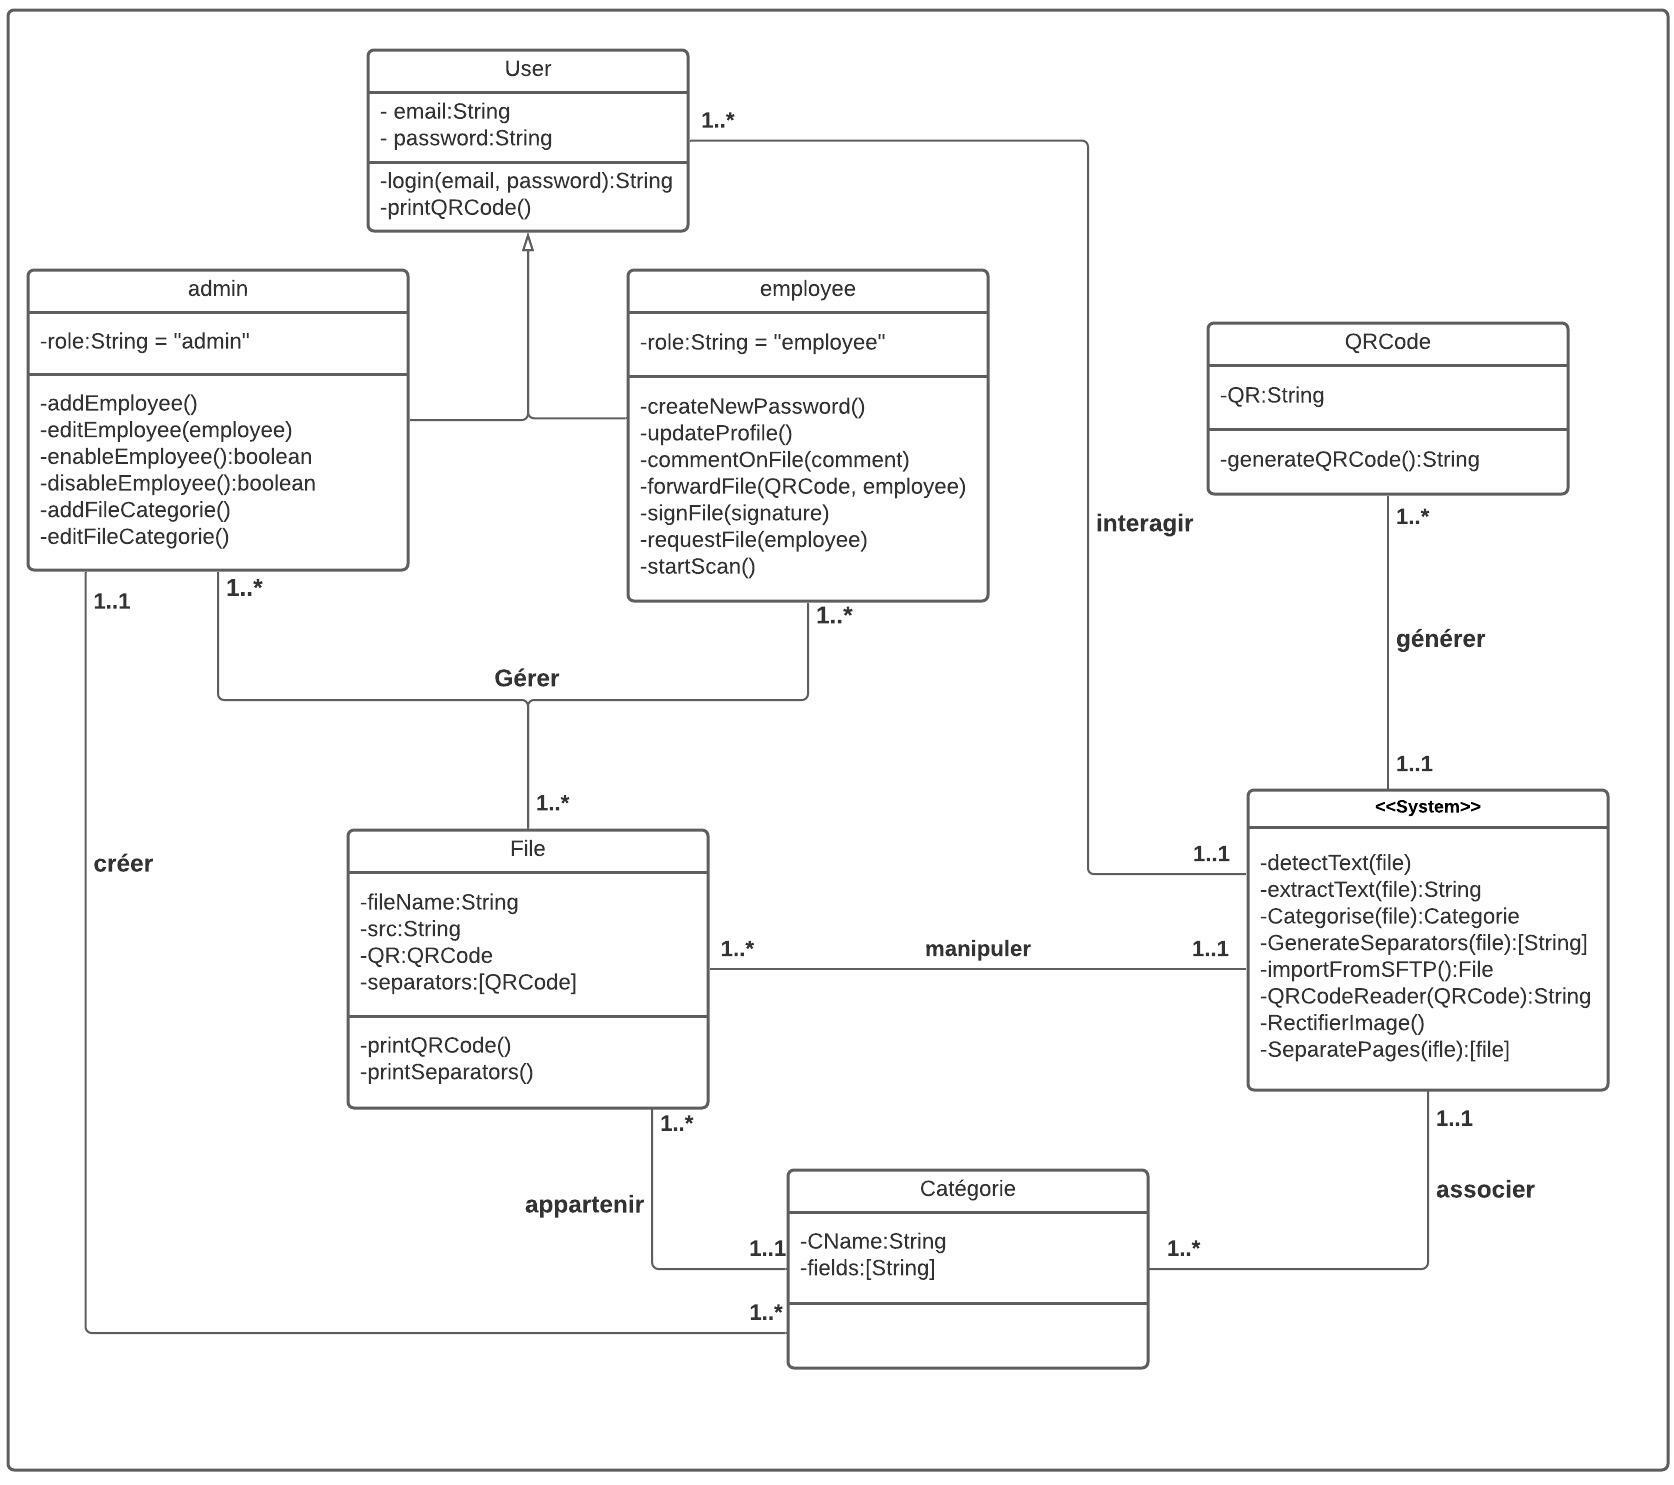 User
- email:String
- password:String
-login(email, password):String
-printQRCode()
1..*
admin
-role:String = "admin"
-addEmployee()
-editEmployee(employee)
-enableEmployee():boolean
-disableEmployee():boolean
-addFileCategorie()
-editFileCategorie()
employee
-role:String = "employee"
-createNewPassword()
-updateProfile()
-commentOnFile(comment)
-forwardFile(QRCode, employee)
-signFile(signature)
-requestFile(employee)
-startScan()
QRCode
-QR:String
-generateQRCode():String
1..*
interagir
générer
1..1
1..1
1..*
1..*
Gérer
1..*
créer
File
-fileName:String
-src:String
-QR:QRCode
-separators:[QRCode]
-printQRCode()
-printSeparators()
1..1
<<System>>
-detectText(file)
-extractText(file):String
-Categorise(file):Categorie
-GenerateSeparators(file):[String]
-importFromSFTP():File
-QRCodeReader(QRCode):String
-RectifierImage()
-SeparatePages(ifle):[file]
1..*
manipuler
1..1
1..*
appartenir
1..1
1..*
Catégorie
-CName:String
-fields:[String]
1..1
associer
1..*